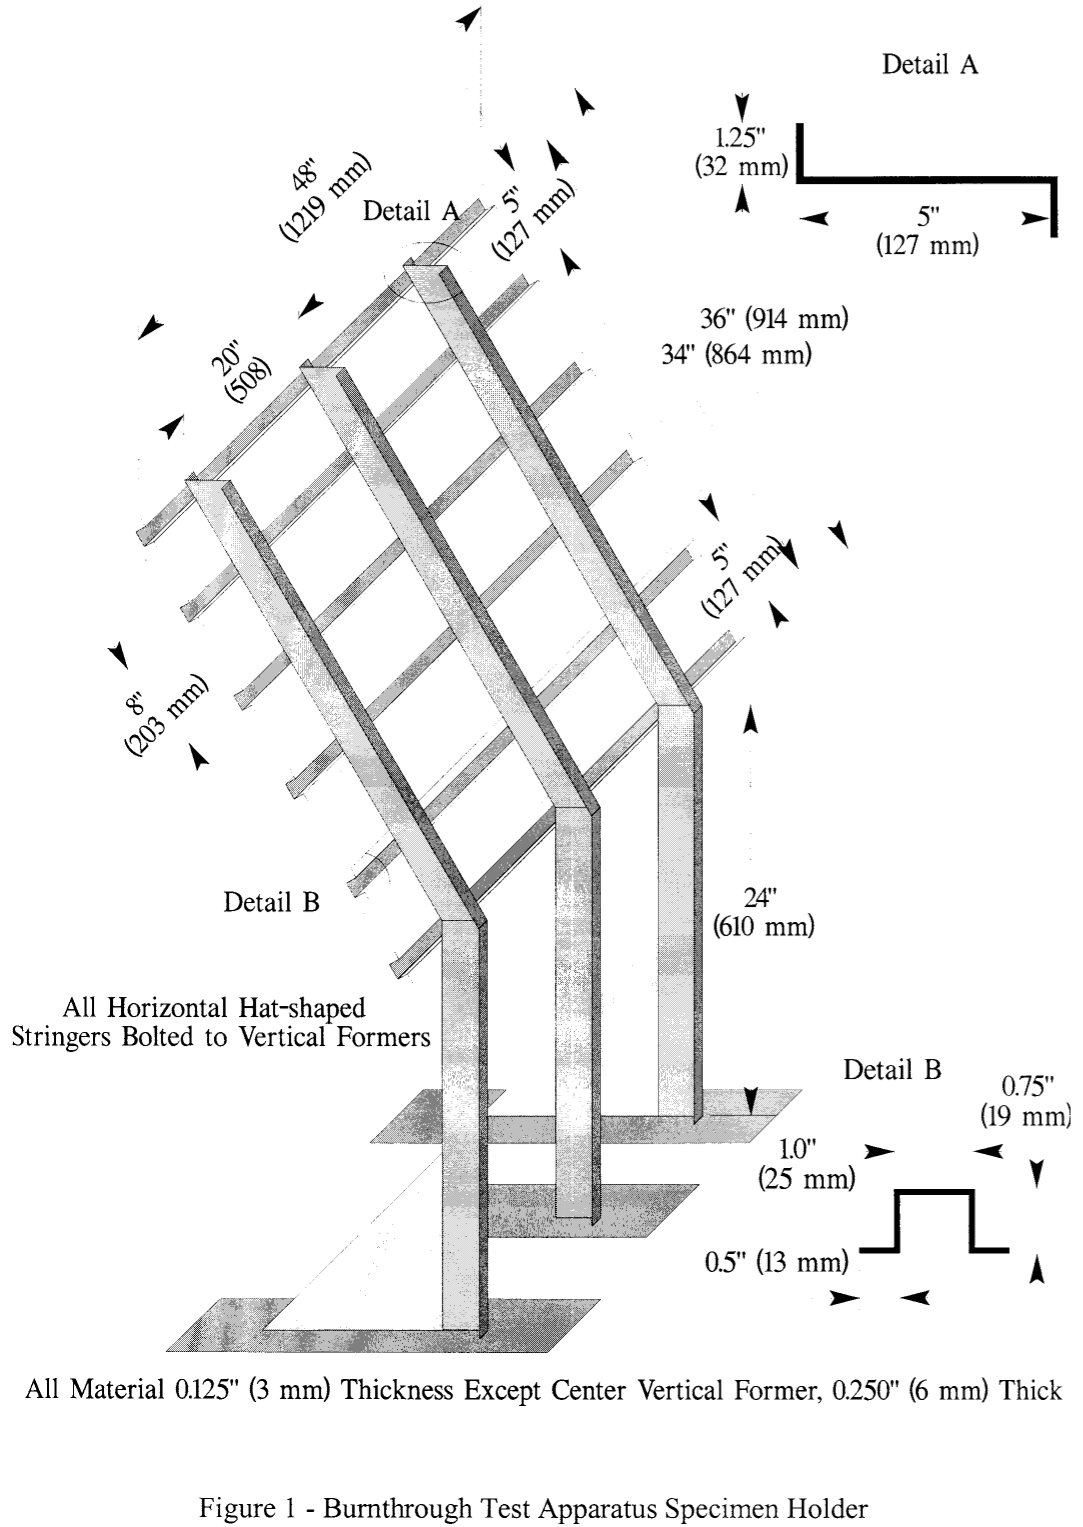 Detail A
1.25"
(32 mm)
5"
(127 mm)
48"
(1219 mm)
Detail A
5"
(127 mm)
36" (914 mm)
34" (864 mm)
20"
(508)
5"
(127 mm)
8"
(203 mm)
Detail B
24"
(610 mm)
All Horizontal Hat-shaped
Stringers Bolted to Vertical Formers
Detail B
0.75"
(19 mm)
1.0"
(25 mm)
0.5" (13 mm)
All Material 0.125" (3 mm) Thickness Except Center Vertical Former, 0.250" (6 mm) Thick
Figure 1 - Burnthrough Test Apparatus Specimen Holder